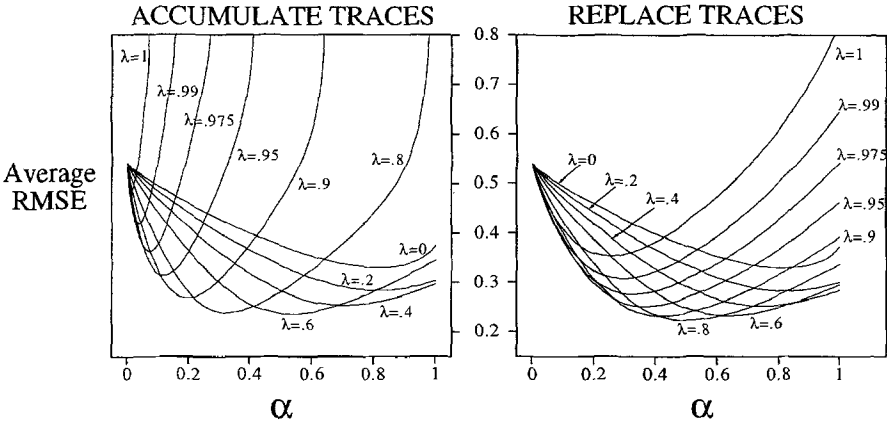 ACCUMULATE TRACES
REPLACE TRACES
λ=1
λ=.99
λ=.975
λ=.95
λ=.9
λ=.8
λ=0
λ=.2
λ=.4
λ=.6
Average
RMSE
0 0.2 0.4 0.6 0.8 1
α
0.8
0.7
0.6
0.5
0.4
0.3
0.2
λ=1
λ=.99
λ=.975
λ=.95
λ=.9
λ=0
λ=.2
λ=.4
λ=.8
λ=.6
0 0.2 0.4 0.6 0.8 1
α